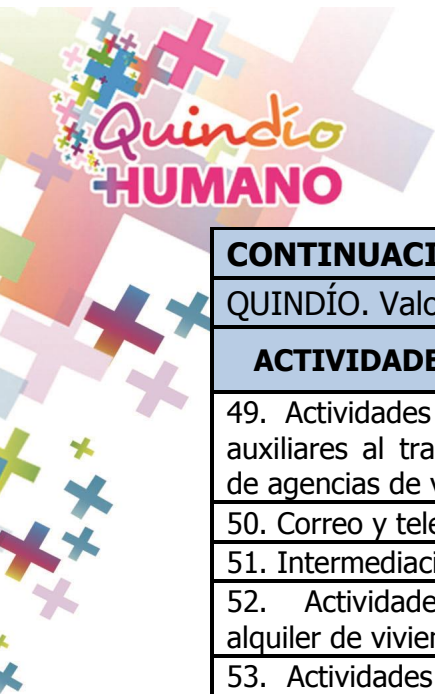 Quindío
HUMANO
CONTINUACI
QUINDÍO. Valo
ACTIVIDADE
49. Actividades
auxiliares al tra
de agencias de v
50. Correo y tele
51. Intermediaci
52. Actividade
alquiler de vivien
53. Actividades